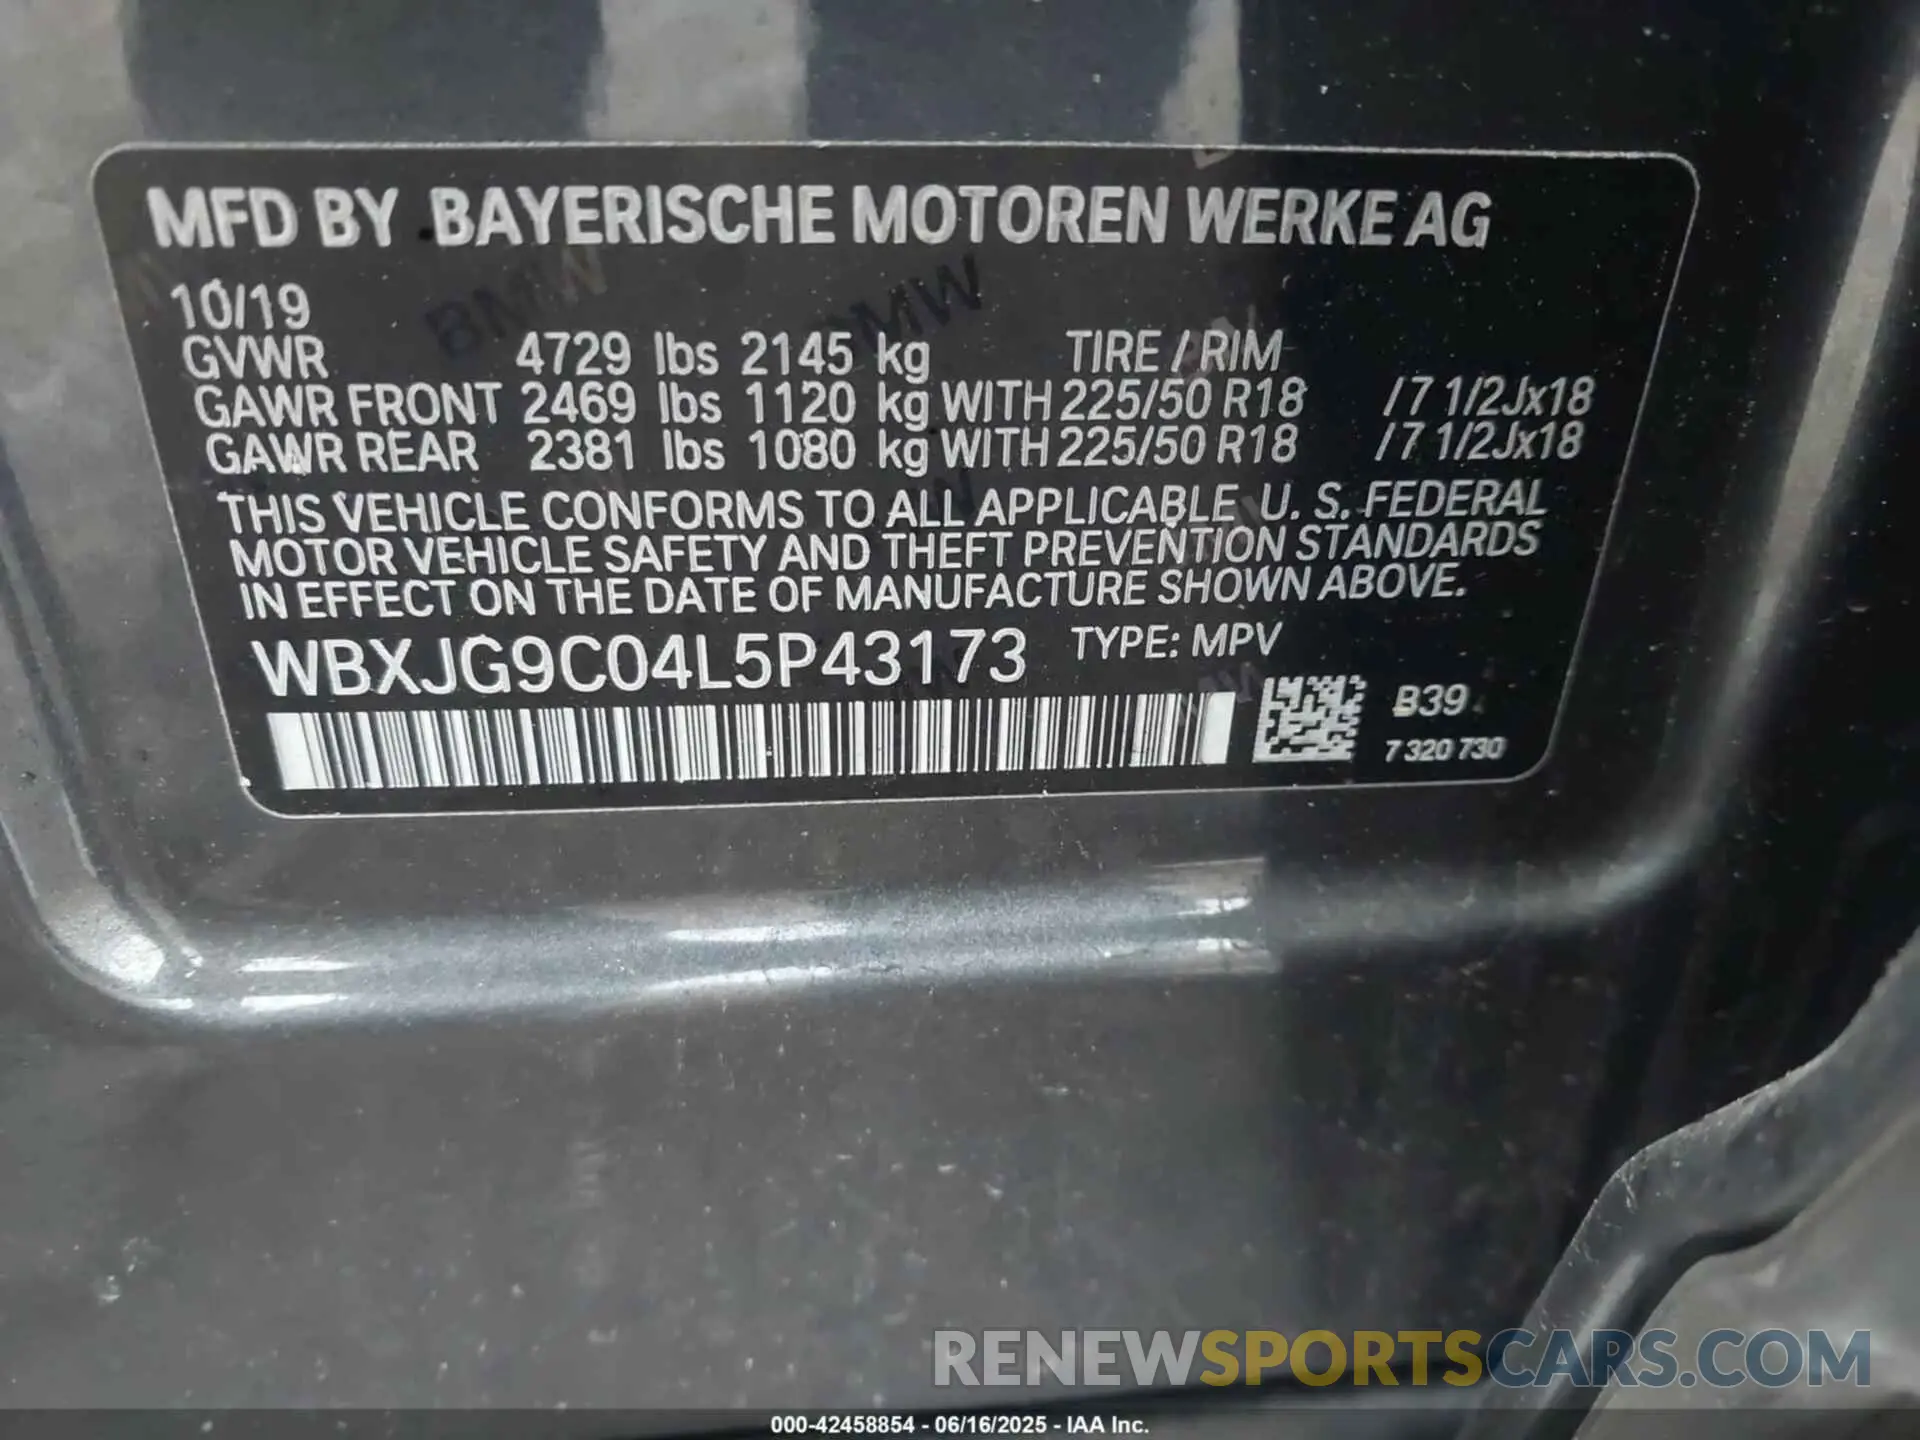 MFD BY BAYERISCHE MOTOREN WERKE AG
10/19
GVWR 4729 lbs 2145 kg TIRE / RIM
GAWR FRONT 2469 lbs 1120 kg WITH 225/50 R18 /7 1/2Jx18
GAWR REAR 2381 lbs 1080 kg WITH 225/50 R18 /7 1/2Jx18
THIS VEHICLE CONFORMS TO ALL APPLICABLE U. S. FEDERAL
MOTOR VEHICLE SAFETY AND THEFT PREVENTION STANDARDS
IN EFFECT ON THE DATE OF MANUFACTURE SHOWN ABOVE.
WBXJG9C04L5P43173 TYPE: MPV
B39
7 320 730
RENEWSPORTSCARS.COM
000-42458854 - 06/16/2025 - IAA Inc.